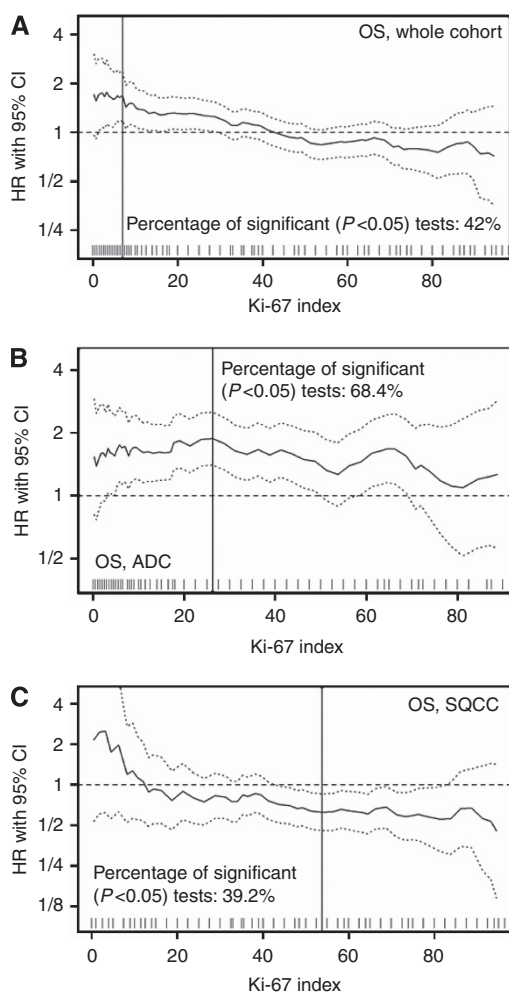 A
OS, whole cohort
HR with 95% CI
4
2
1
1/2
1/4
Percentage of significant (P<0.05) tests: 42%
0 20 40 60 80
Ki-67 index
B
Percentage of significant
(P<0.05) tests: 68.4%
HR with 95% CI
4
2
1
1/2
OS, ADC
0 20 40 60 80
Ki-67 index
C
OS, SQCC
HR with 95% CI
4
2
1
1/2
1/4
1/8
Percentage of significant
(P<0.05) tests: 39.2%
0 20 40 60 80
Ki-67 index